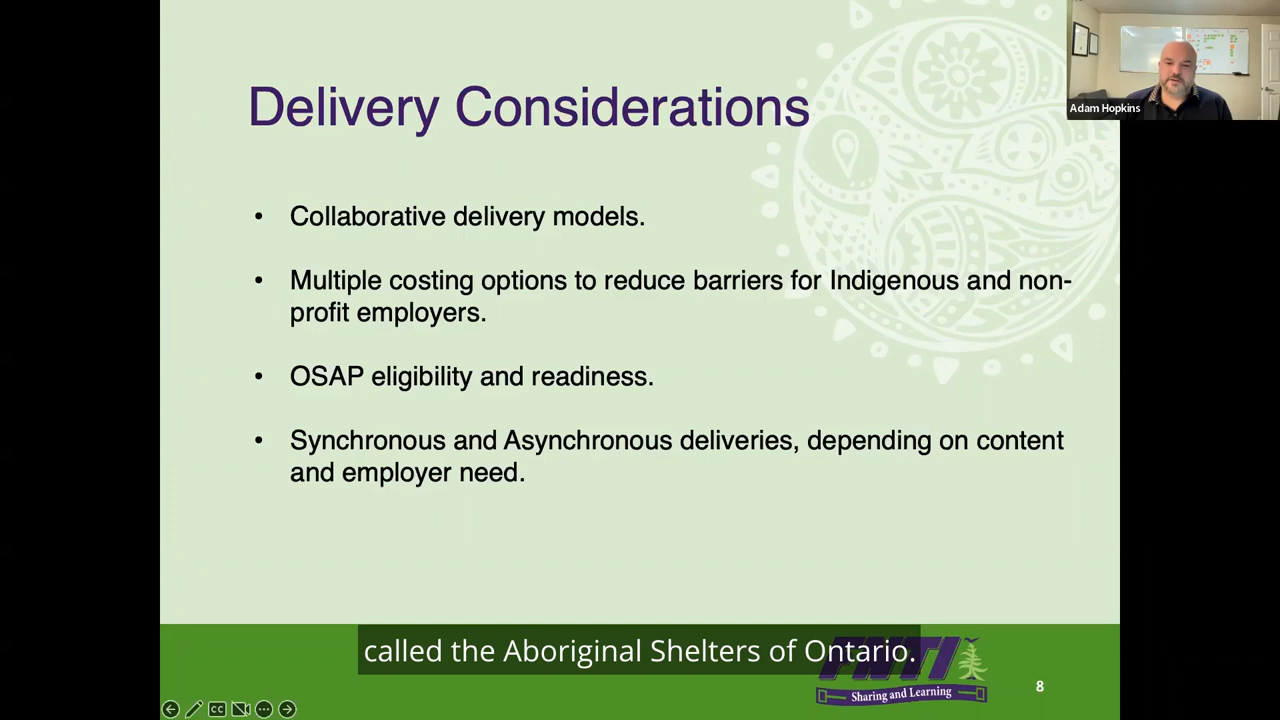 Delivery Considerations
Adam Hopkins
• Collaborative delivery models.
• Multiple costing options to reduce barriers for Indigenous and non-
profit employers.
• OSAP eligibility and readiness.
• Synchronous and Asynchronous deliveries, depending on content
and employer need.
called the Aboriginal Shelters of Ontario.
FNTI
Sharing and Learning
8
CC